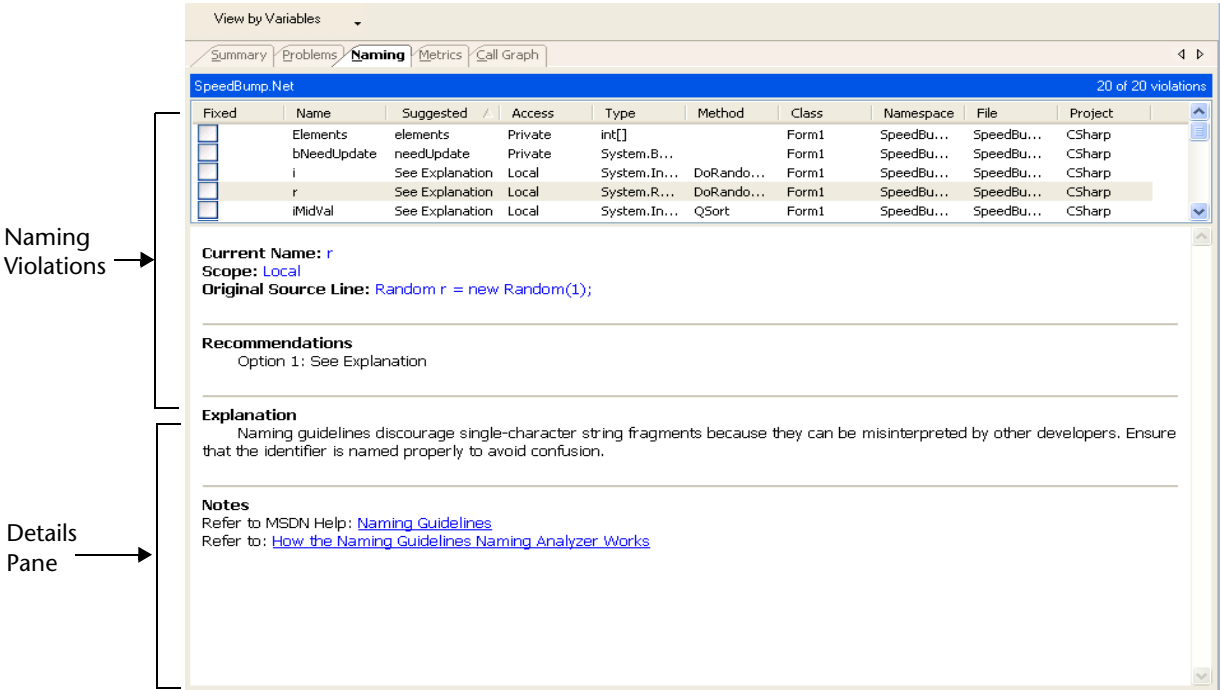 View by Variables
Summary Problems Naming Metrics Call Graph
SpeedBump.Net 20 of 20 violations
Fixed Name Suggested Access Type Method Class Namespace File Project
Elements elements Private int[] Form1 SpeedBu... SpeedBu... CSharp
bNeedUpdate needUpdate Private System.B... Form1 SpeedBu... SpeedBu... CSharp
i See Explanation Local System.In... DoRando... Form1 SpeedBu... SpeedBu... CSharp
r See Explanation Local System.R... DoRando... Form1 SpeedBu... SpeedBu... CSharp
iMidVal See Explanation Local System.In... QSort Form1 SpeedBu... SpeedBu... CSharp
Naming
Violations
Current Name: r
Scope: Local
Original Source Line: Random r = new Random(1);
Recommendations
Option 1: See Explanation
Explanation
Naming guidelines discourage single-character string fragments because they can be misinterpreted by other developers. Ensure
that the identifier is named properly to avoid confusion.
Notes
Refer to MSDN Help: Naming Guidelines
Refer to: How the Naming Guidelines Naming Analyzer Works
Details
Pane